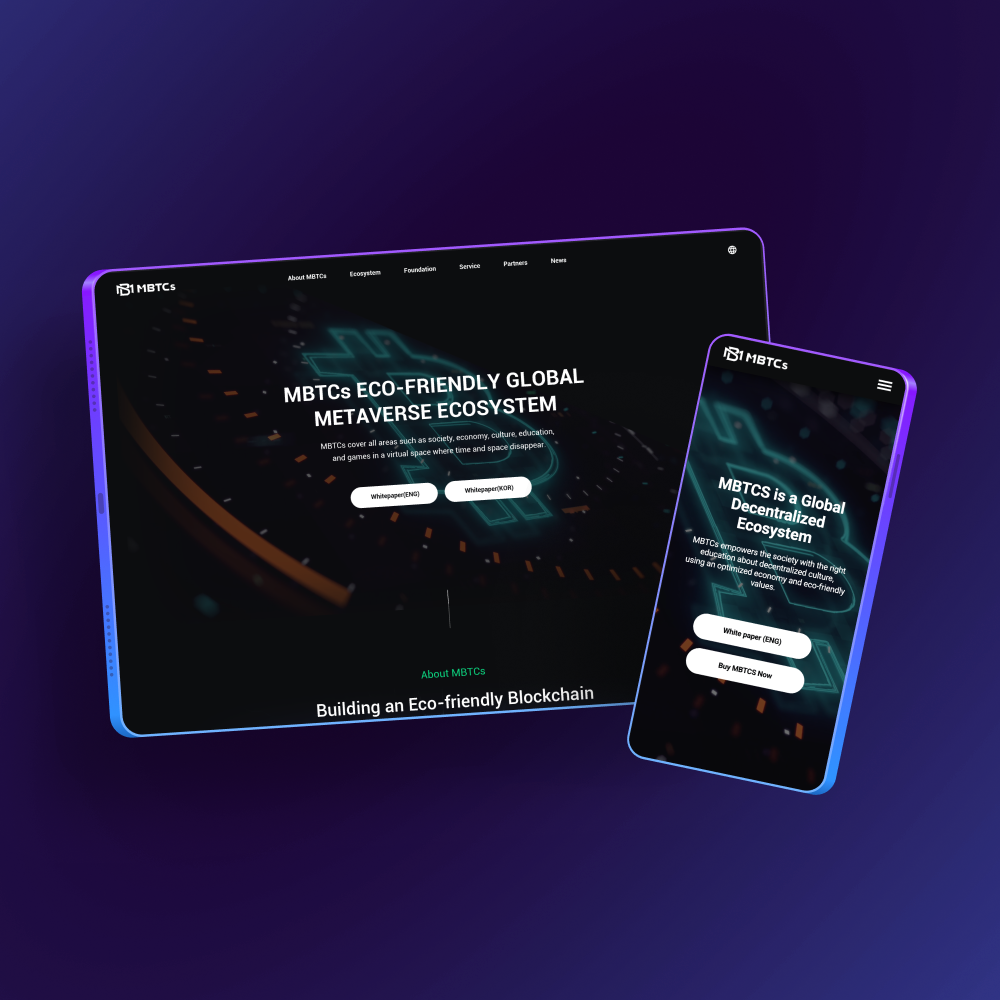 MBTCs
About MBTCs
Ecosystem
Foundation
Service
Partners
News
MBTCs ECO-FRIENDLY GLOBAL
METAVERSE ECOSYSTEM
MBTCs cover all areas such as society, economy, culture, education,
and games in a virtual space where time and space disappear.
Whitepaper(ENG)
Whitepaper(KOR)
About MBTCs
Building an Eco-friendly Blockchain
MBTCs
MBTCS is a Global
Decentralized
Ecosystem
MBTCs empowers the society with the right
education about decentralized culture,
using an optimized economy and eco-friendly
values.
White paper (ENG)
Buy MBTCS Now